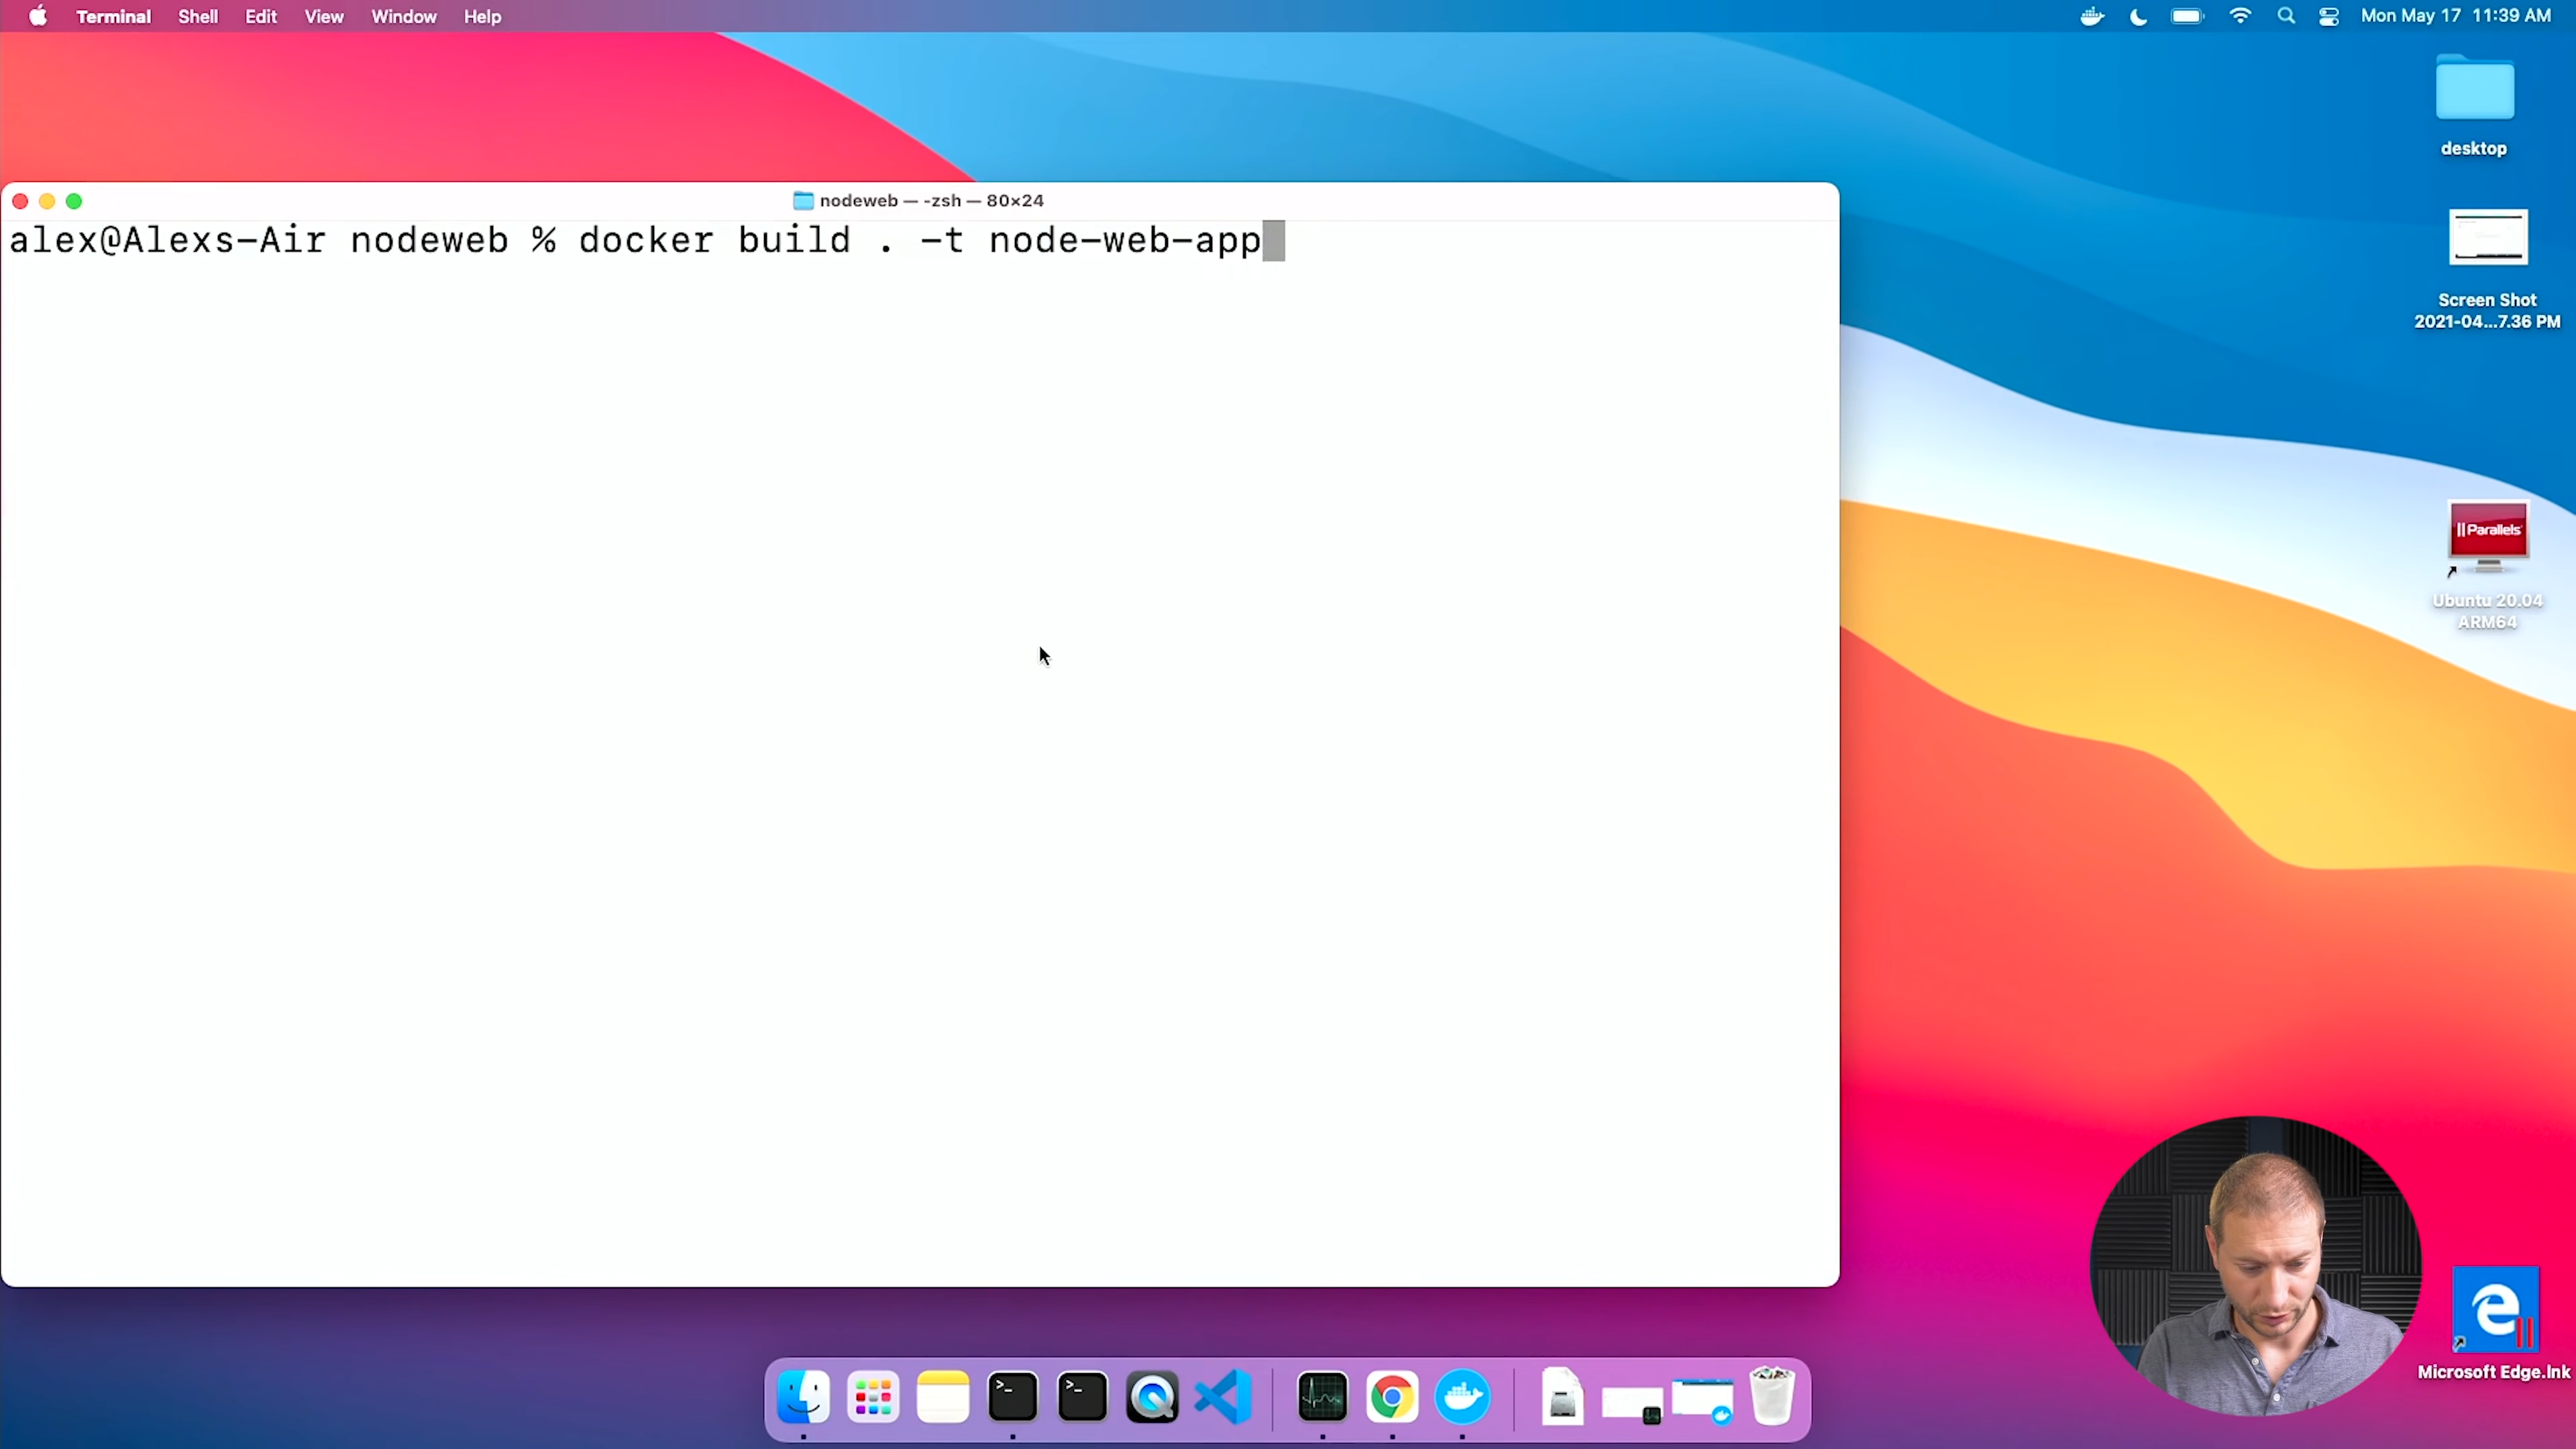 Terminal Shell Edit View Window Help
Mon May 17 11:39 AM
desktop
nodeweb — -zsh — 80×24
Screen Shot
2021-04...7.36 PM
alex@Alexs-Air nodeweb % docker build . -t node-web-app
Parallels
Ubuntu 20.04
ARM64
Microsoft Edge.lnk